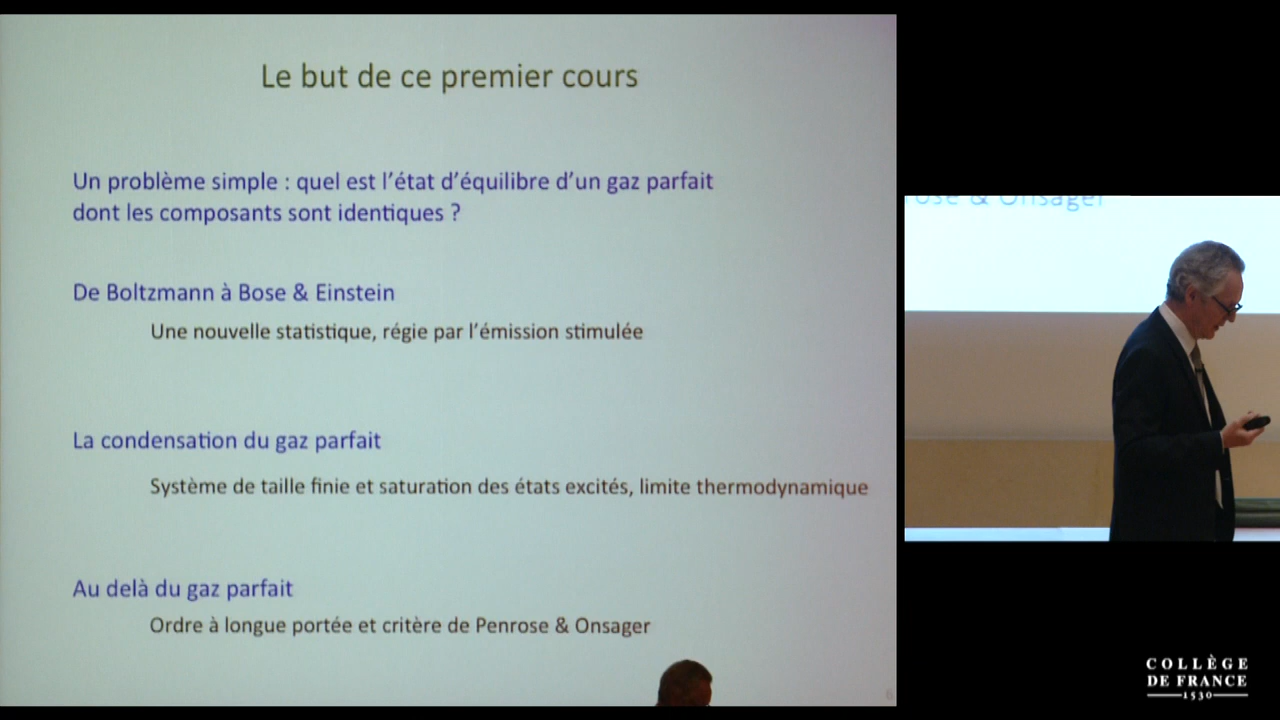 Le but de ce premier cours
Un problème simple : quel est l'état d'équilibre d'un gaz parfait
dont les composants sont identiques ?
De Boltzmann à Bose & Einstein
Une nouvelle statistique, régie par l'émission stimulée
La condensation du gaz parfait
Système de taille finie et saturation des états excités, limite thermodynamique
Au delà du gaz parfait
Ordre à longue portée et critère de Penrose & Onsager
6
ose & Onsager
COLLÈGE
DE FRANCE
1530